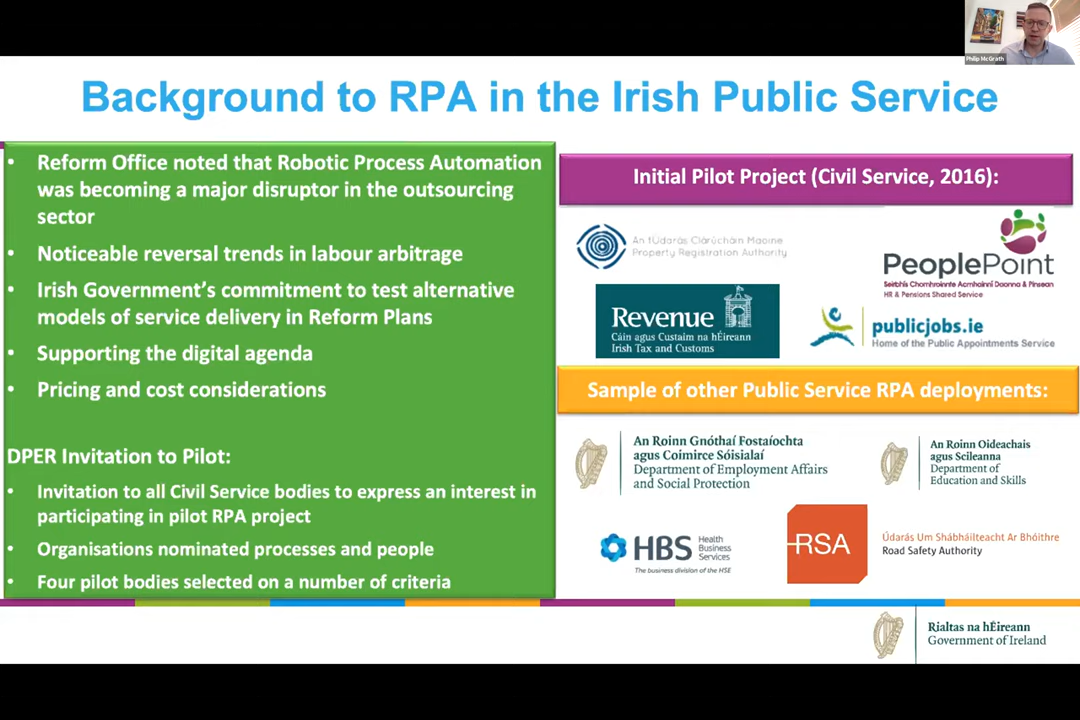 Philip McGrath
Background to RPA in the Irish Public Service
• Reform Office noted that Robotic Process Automation
was becoming a major disruptor in the outsourcing
sector
• Noticeable reversal trends in labour arbitrage
• Irish Government's commitment to test alternative
models of service delivery in Reform Plans
• Supporting the digital agenda
• Pricing and cost considerations
DPER Invitation to Pilot:
• Invitation to all Civil Service bodies to express an interest in
participating in pilot RPA project
• Organisations nominated processes and people
• Four pilot bodies selected on a number of criteria
Initial Pilot Project (Civil Service, 2016):
An tÚdarás Clárúcháin Maoine
Property Registration Authority
PeoplePoint
Seirbhís Chomhroinnte Acmhainní Daonna & Pinsean
HR & Pensions Shared Service
Revenue
Cáin agus Custaim na hÉireann
Irish Tax and Customs
publicjobs.ie
Home of the Public Appointments Service
Sample of other Public Service RPA deployments:
An Roinn Gnóthaí Fostaíochta
agus Coimirce Sóisialaí
Department of Employment Affairs
and Social Protection
An Roinn Oideachais
agus Scileanna
Department of
Education and Skills
HBS Health
Business
Services
The business division of the HSE
RSA
Údarás Um Shábháilteacht Ar Bhóithre
Road Safety Authority
Rialtas na hÉireann
Government of Ireland